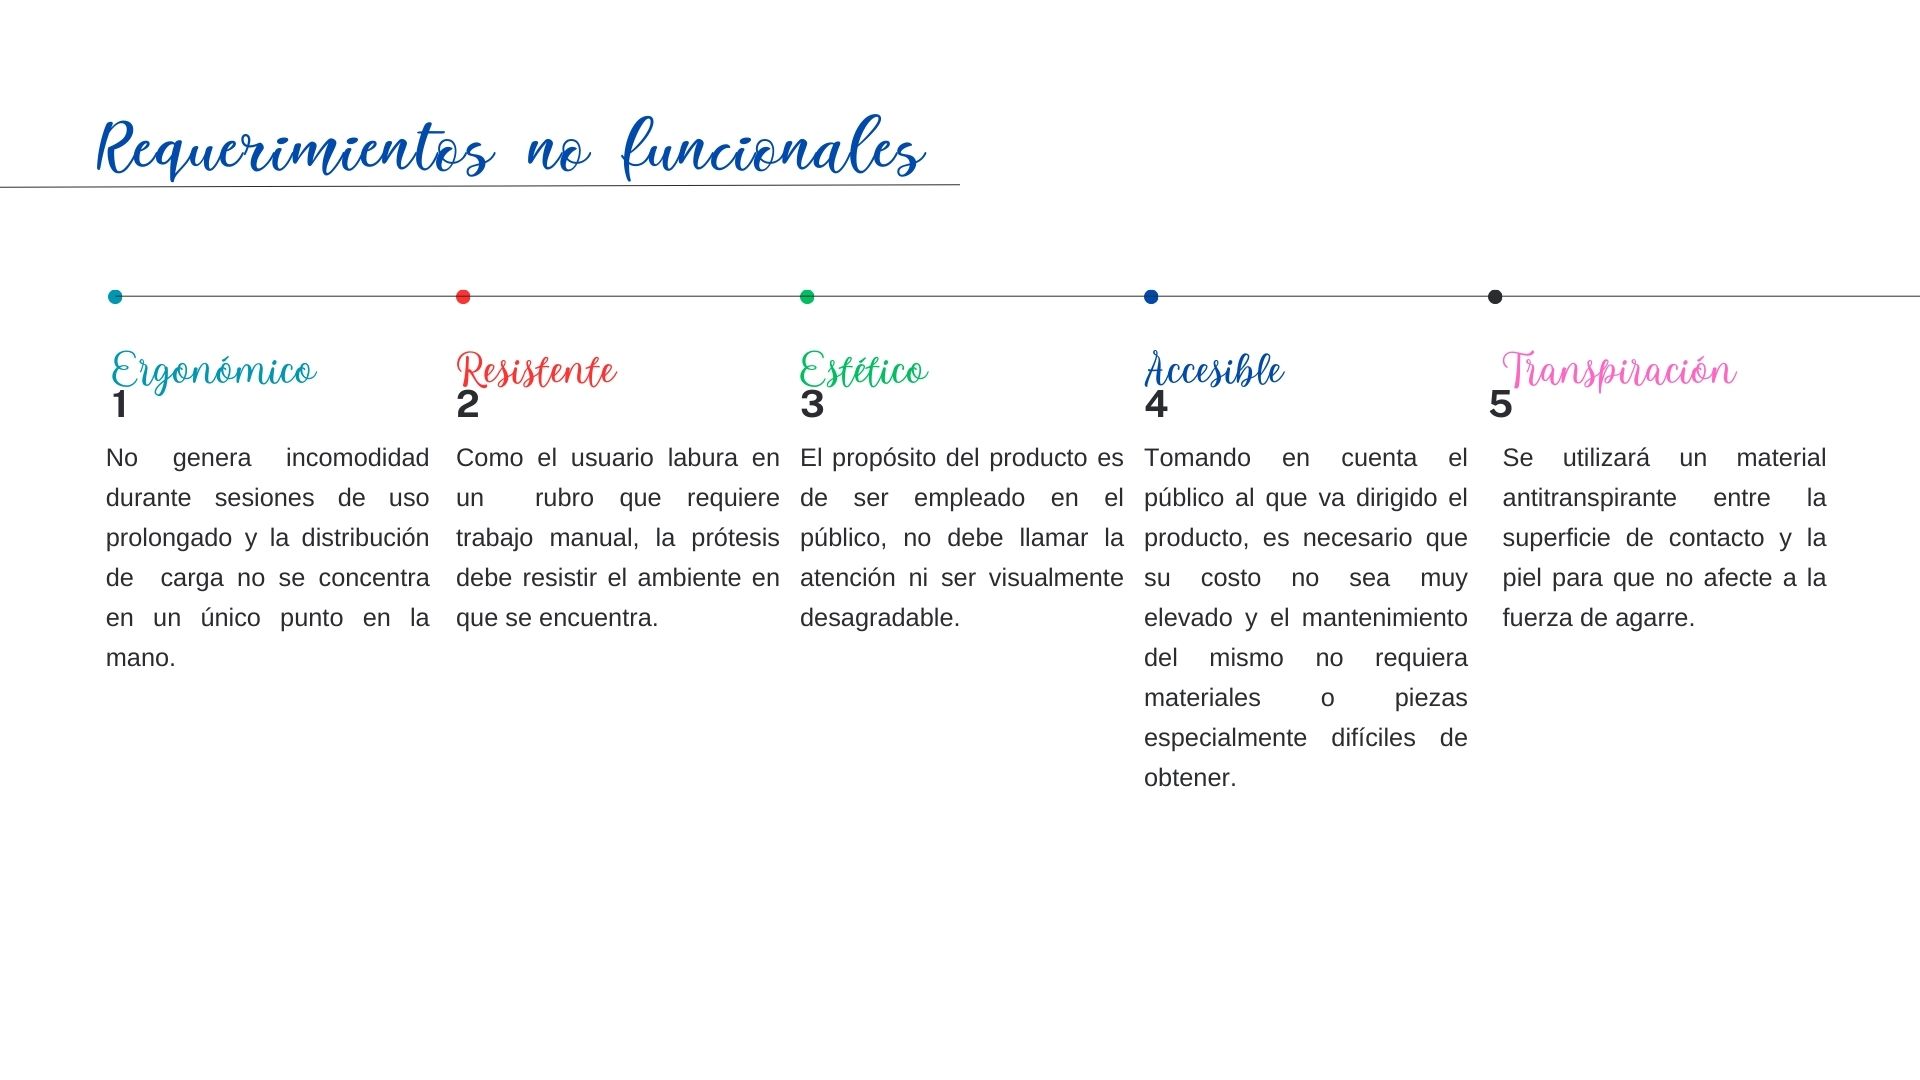 Requerimientos no funcionales
Ergonómico
1
No genera incomodidad
durante sesiones de uso
prolongado y la distribución
de carga no se concentra
en un único punto en la
mano.
Resistente
2
Como el usuario labura en
un rubro que requiere
trabajo manual, la prótesis
debe resistir el ambiente en
que se encuentra.
Estético
3
El propósito del producto es
de ser empleado en el
público, no debe llamar la
atención ni ser visualmente
desagradable.
Accesible
4
Tomando en cuenta el
público al que va dirigido el
producto, es necesario que
su costo no sea muy
elevado y el mantenimiento
del mismo no requiera
materiales o piezas
especialmente difíciles de
obtener.
Transpiración
5
Se utilizará un material
antitranspirante entre la
superficie de contacto y la
piel para que no afecte a la
fuerza de agarre.